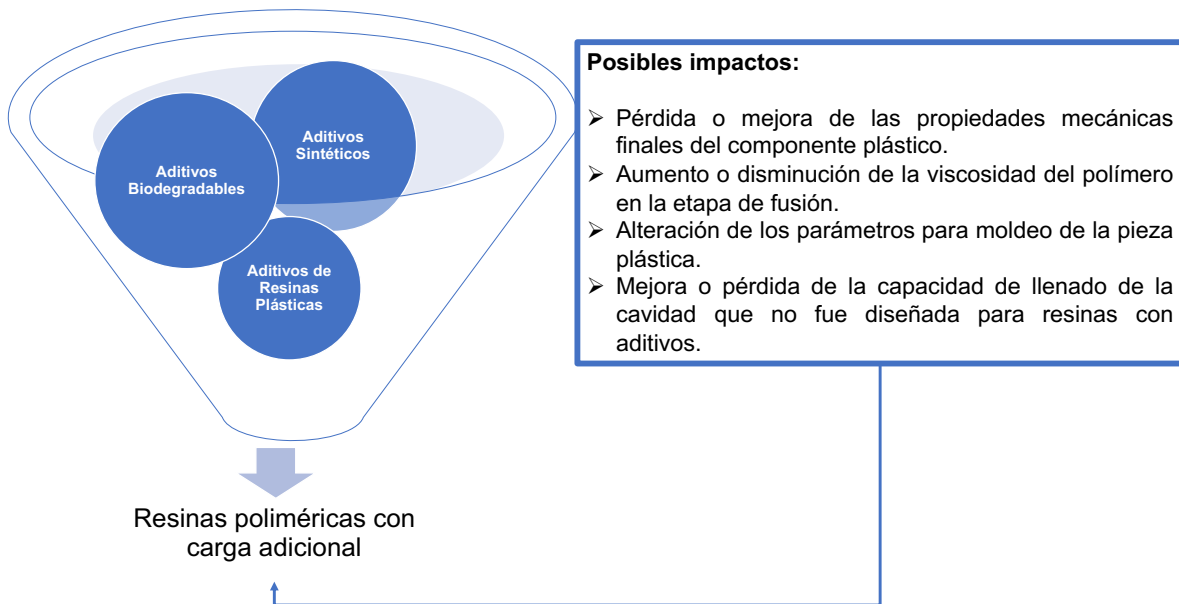 Aditivos
Biodegradables
Aditivos
Sintéticos
Aditivos de
Resinas
Plásticas
Resinas poliméricas con
carga adicional
Posibles impactos:
➢ Pérdida o mejora de las propiedades mecánicas
finales del componente plástico.
➢ Aumento o disminución de la viscosidad del polímero
en la etapa de fusión.
➢ Alteración de los parámetros para moldeo de la pieza
plástica.
➢ Mejora o pérdida de la capacidad de llenado de la
cavidad que no fue diseñada para resinas con
aditivos.